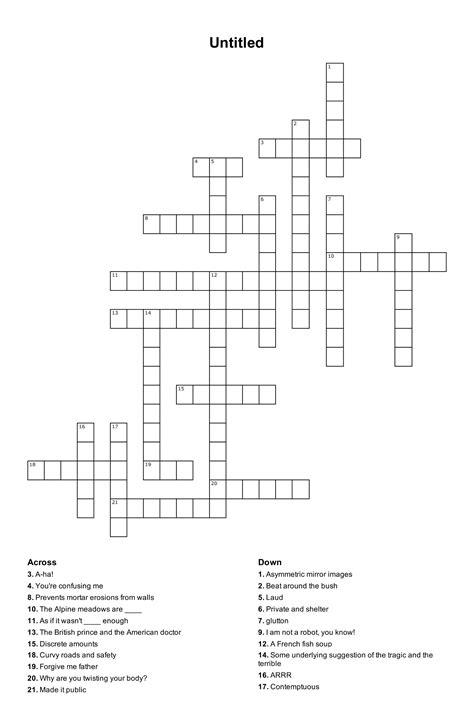 Untitled
1
2
3
4 5
6 7
8
9
10
11 12
13 14
15
16 17
18 19
20
21
Across
3. A-ha!
4. You're confusing me
8. Prevents mortar erosions from walls
10. The Alpine meadows are ____
11. As if it wasn't ____ enough
13. The British prince and the American doctor
15. Discrete amounts
18. Curvy roads and safety
19. Forgive me father
20. Why are you twisting your body?
21. Made it public
Down
1. Asymmetric mirror images
2. Beat around the bush
5. Laud
6. Private and shelter
7. glutton
9. I am not a robot, you know!
12. A French fish soup
14. Some underlying suggestion of the tragic and the
terrible
16. ARRR
17. Contemptuous